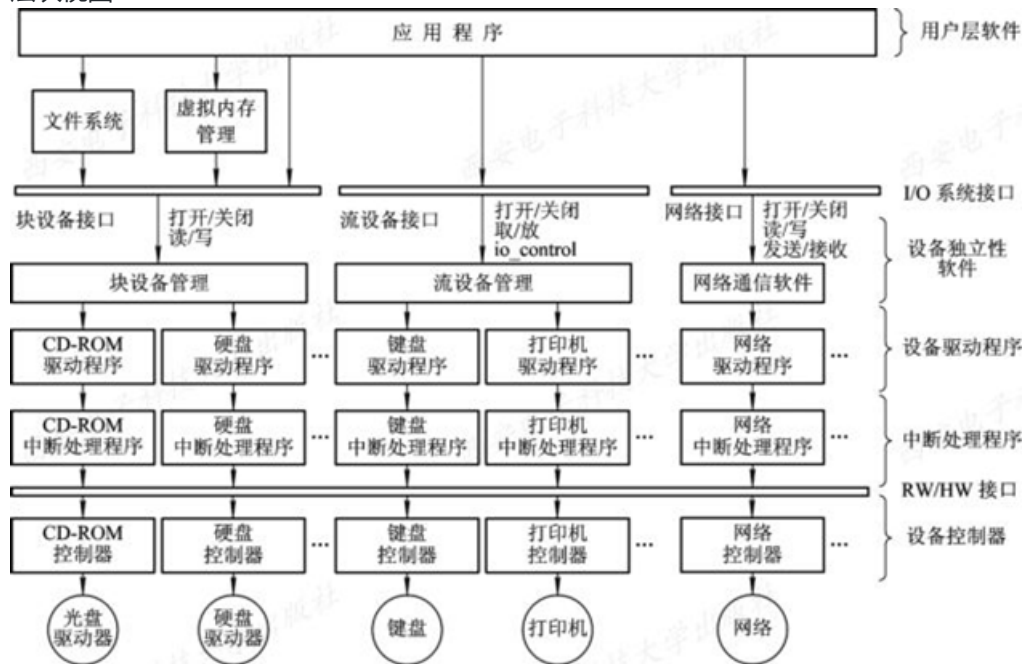 应用程序
用户层软件
文件系统
虚拟内存
管理
I/O 系统接口
块设备接口
打开/关闭
读/写
流设备接口
打开/关闭
取/放
io_control
网络接口
打开/关闭
读/写
发送/接收
设备独立性
软件
块设备管理
流设备管理
网络通信软件
CD-ROM
驱动程序
硬盘
驱动程序
...
键盘
驱动程序
打印机
驱动程序
...
网络
驱动程序
...
设备驱动程序
CD-ROM
中断处理程序
硬盘
中断处理程序
...
键盘
中断处理程序
打印机
中断处理程序
...
网络
中断处理程序
...
中断处理程序
RW/HW 接口
CD-ROM
控制器
硬盘
控制器
...
键盘
控制器
打印机
控制器
...
网络
控制器
...
设备控制器
光盘
驱动器
硬盘
驱动器
键盘
打印机
网络
西安电子科技大学出版社